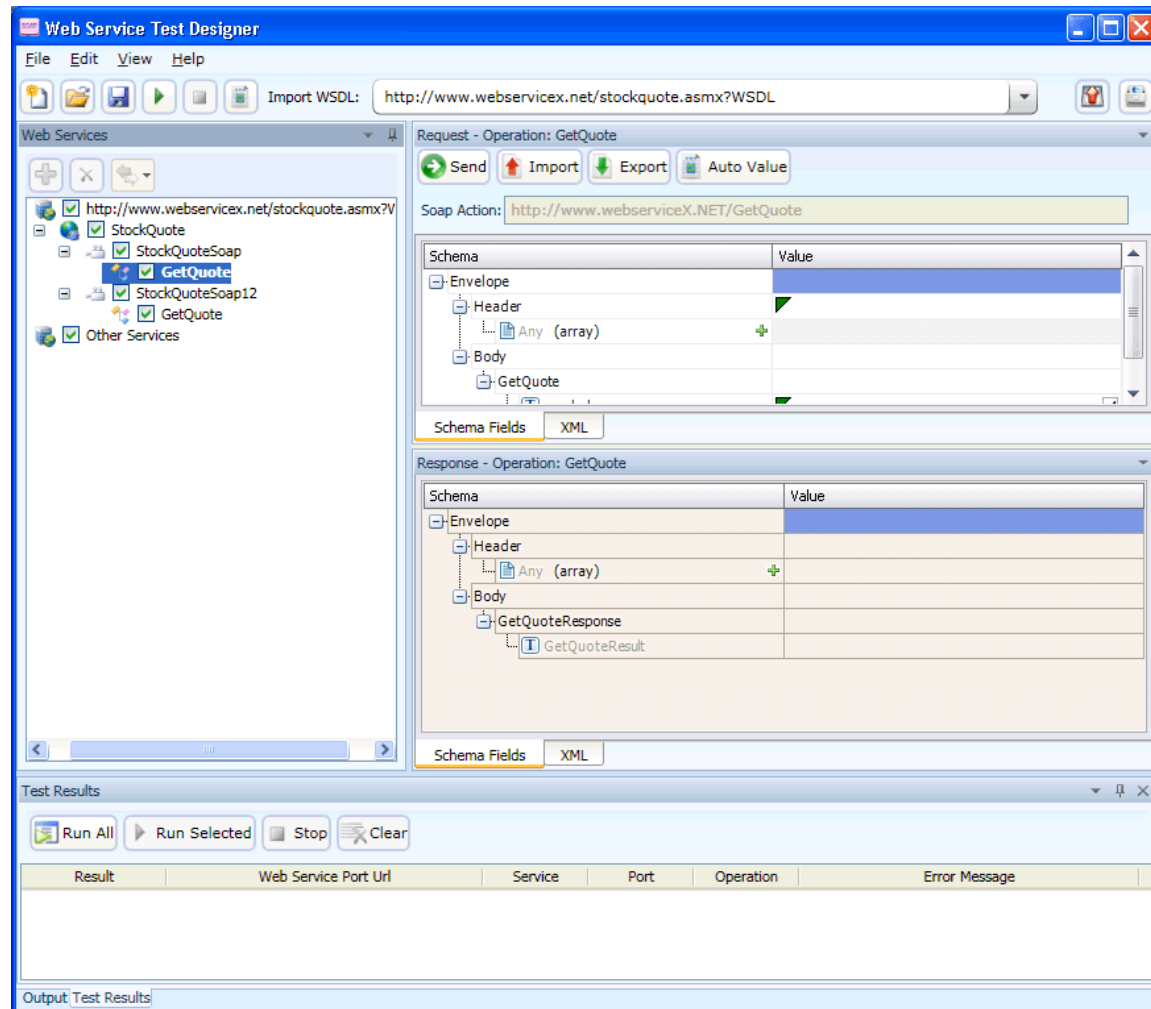 SOAP Web Service Test Designer
File Edit View Help
Import WSDL: http://www.webservicex.net/stockquote.asmx?WSDL
Web Services
http://www.webservicex.net/stockquote.asmx?V
StockQuote
StockQuoteSoap
GetQuote
StockQuoteSoap12
GetQuote
Other Services
Request - Operation: GetQuote
Send Import Export Auto Value
Soap Action: http://www.webserviceX.NET/GetQuote
Schema Value
Envelope
Header
Any (array)
Body
GetQuote
Schema Fields XML
Response - Operation: GetQuote
Schema Value
Envelope
Header
Any (array)
Body
GetQuoteResponse
T GetQuoteResult
Schema Fields XML
Test Results
Run All Run Selected Stop Clear
Result Web Service Port Url Service Port Operation Error Message
Output Test Results